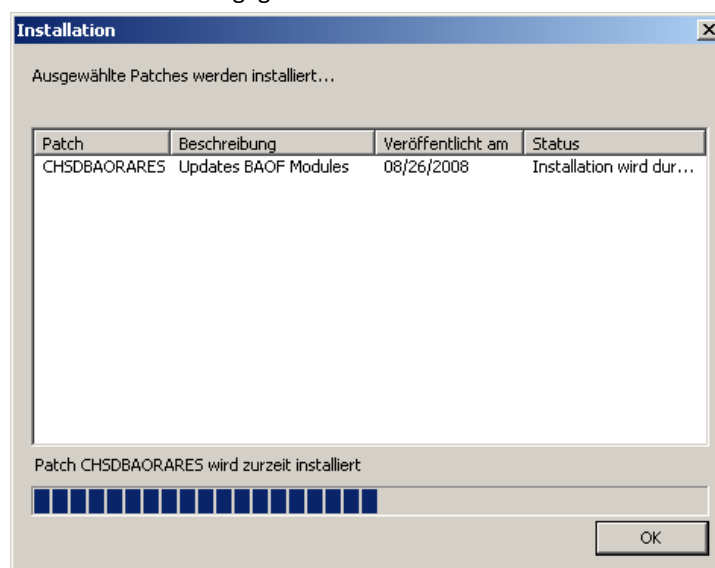 Installation
Ausgewählte Patches werden installiert...
Patch Beschreibung Veröffentlicht am Status
CHSDBAORARES Updates BAOF Modules 08/26/2008 Installation wird dur...
Patch CHSDBAORARES wird zurzeit installiert
OK